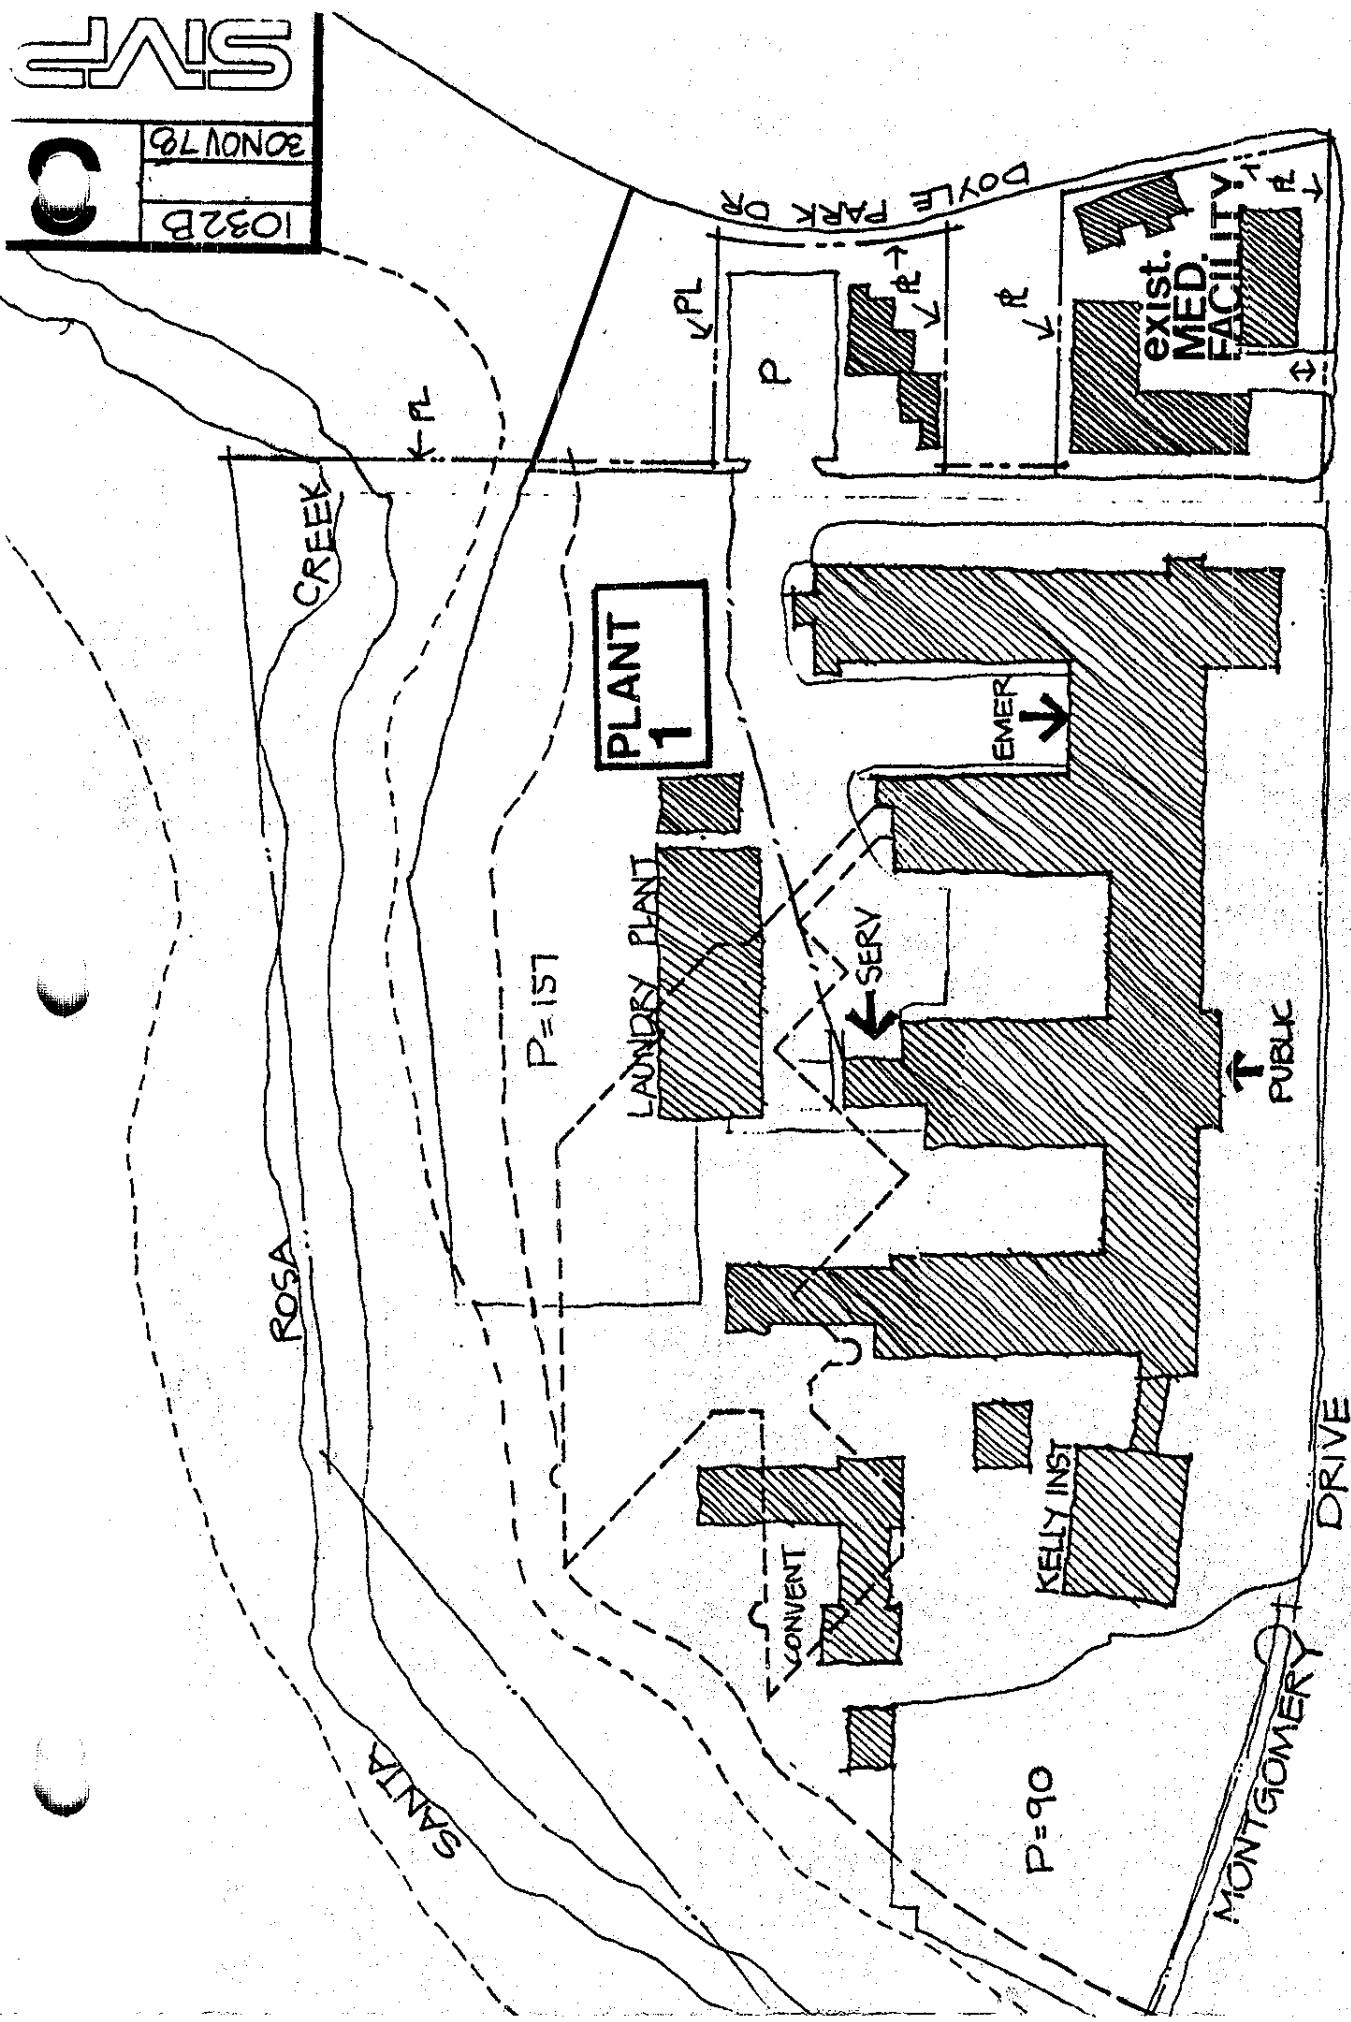 SMP
30NOV78
1032B
DOYLE PARK DR
PL
PL
PL
PL
PL
P
exist.
MED.
FACILITY
SANTA ROSA CREEK
PLANT
1
EMER
LAUNDRY PLANT
SERV
P=157
PUBLIC
CONVENT
KELLY INST
P=90
MONTGOMERY DRIVE